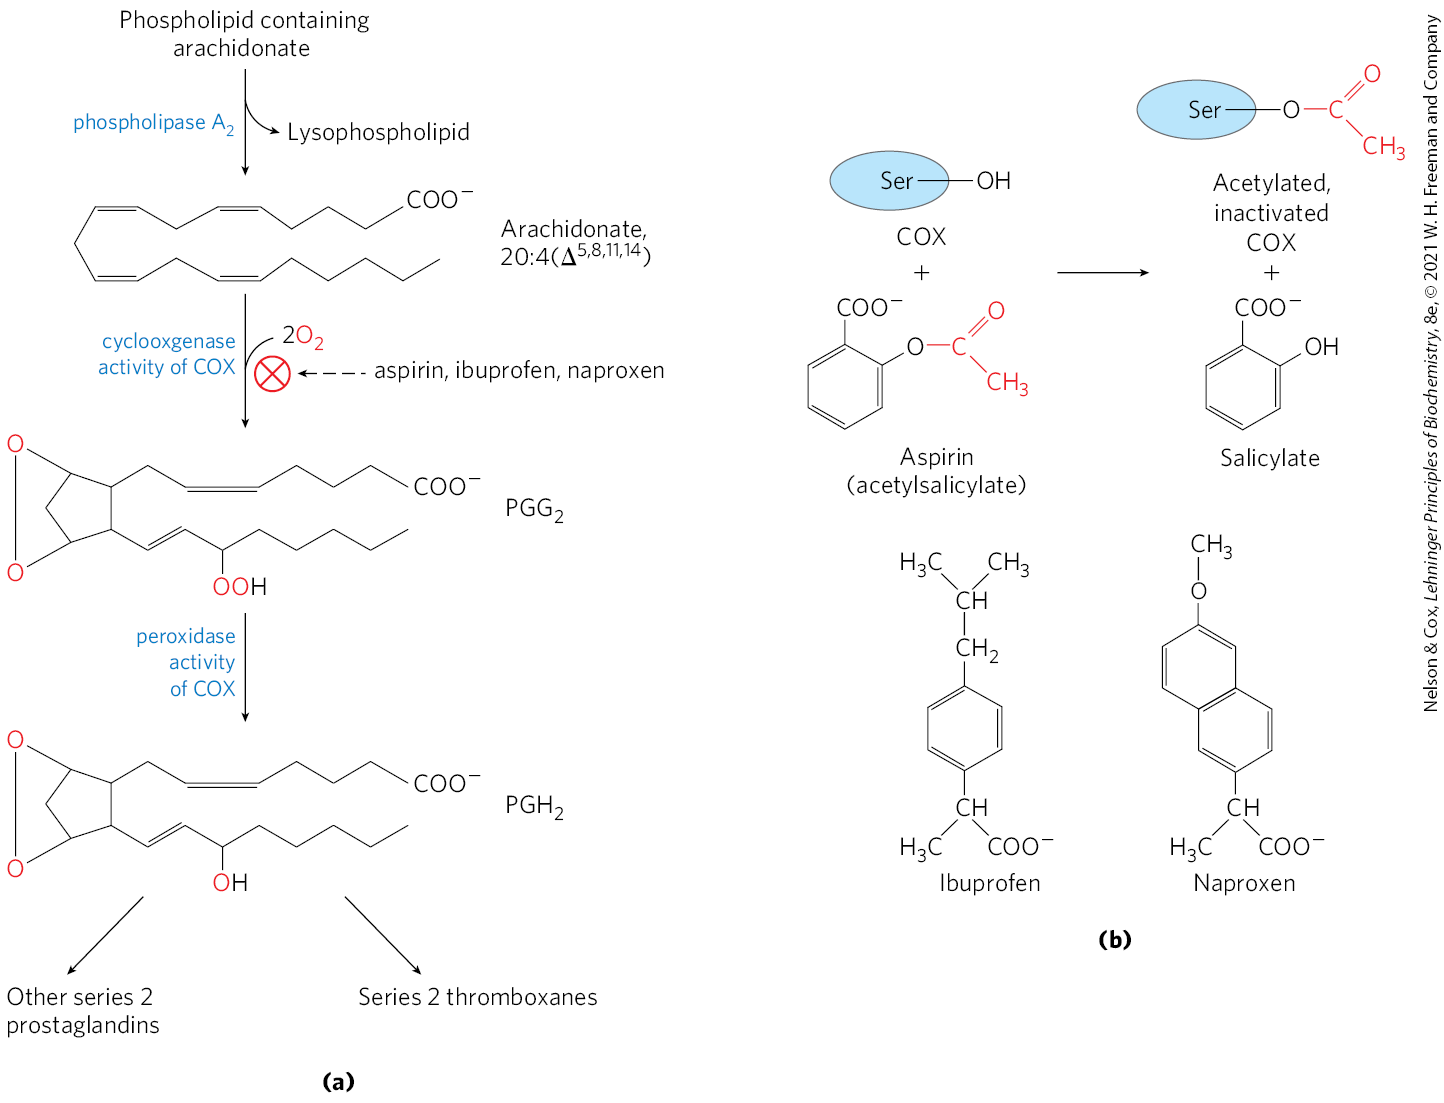 Phospholipid containing
arachidonate
phospholipase A₂
Lysophospholipid
COO⁻
Arachidonate,
20:4(Δ⁵,⁸,¹¹,¹⁴)
cyclooxgenase
activity of COX
2O₂
aspirin, ibuprofen, naproxen
O
COO⁻
PGG₂
O
OOH
peroxidase
activity
of COX
O
COO⁻
PGH₂
O
OH
Other series 2
prostaglandins
Series 2 thromboxanes
(a)
Ser
OH
COX
+
COO⁻
O
C
O
CH₃
Aspirin
(acetylsalicylate)
Ser
O
C
O
CH₃
Acetylated,
inactivated
COX
+
COO⁻
OH
Salicylate
H₃C
CH₃
CH
CH₂
CH
H₃C
COO⁻
Ibuprofen
CH₃
O
CH
H₃C
COO⁻
Naproxen
(b)
Nelson & Cox, Lehninger Principles of Biochemistry, 8e, © 2021 W. H. Freeman and Company